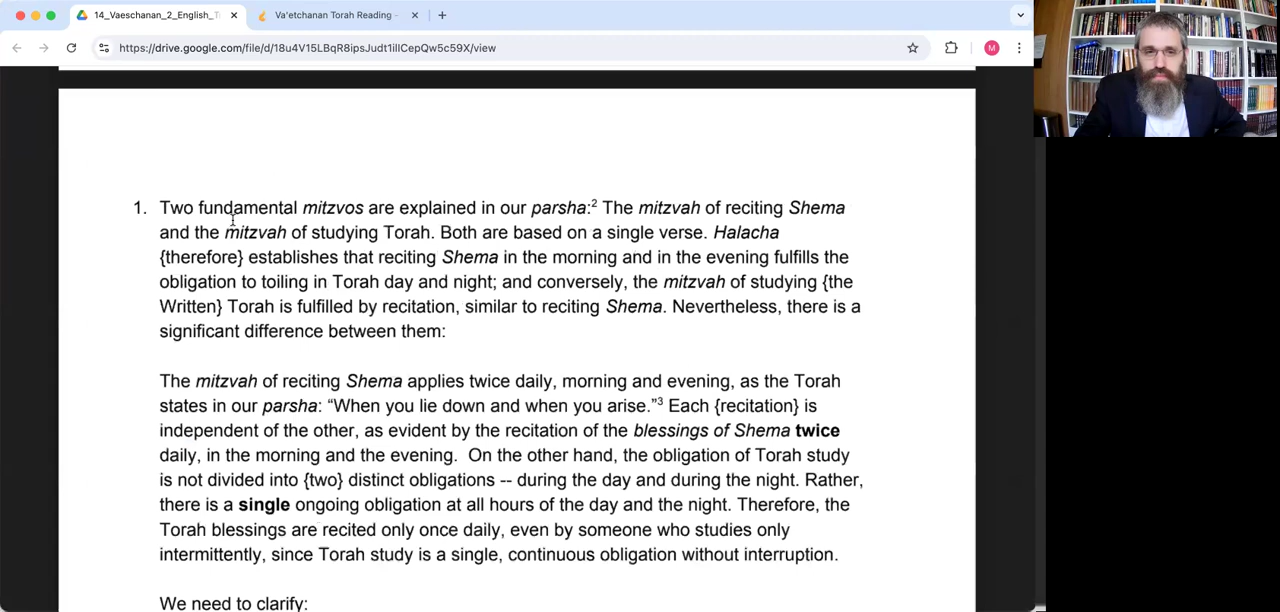 14_Vaeschanan_2_English_T
Va'etchanan Torah Reading -
https://drive.google.com/file/d/18u4V15LBqR8ipsJudt1iIlCepQw5c59X/view
M
1. Two fundamental mitzvos are explained in our parsha:2 The mitzvah of reciting Shema
and the mitzvah of studying Torah. Both are based on a single verse. Halacha
{therefore} establishes that reciting Shema in the morning and in the evening fulfills the
obligation to toiling in Torah day and night; and conversely, the mitzvah of studying {the
Written} Torah is fulfilled by recitation, similar to reciting Shema. Nevertheless, there is a
significant difference between them:
The mitzvah of reciting Shema applies twice daily, morning and evening, as the Torah
states in our parsha: “When you lie down and when you arise.”3 Each {recitation} is
independent of the other, as evident by the recitation of the blessings of Shema twice
daily, in the morning and the evening. On the other hand, the obligation of Torah study
is not divided into {two} distinct obligations -- during the day and during the night. Rather,
there is a single ongoing obligation at all hours of the day and the night. Therefore, the
Torah blessings are recited only once daily, even by someone who studies only
intermittently, since Torah study is a single, continuous obligation without interruption.
We need to clarify: